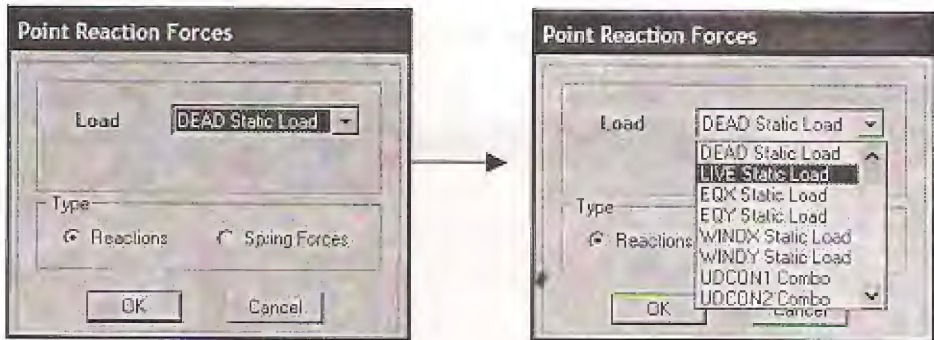 Point Reaction Forces
Load
DEAD Static Load
Type
Reactions
Spring Forces
OK
Cancel
Point Reaction Forces
Load
DEAD Static Load
DEAD Static Load
LIVE Static Load
EQX Static Load
EQY Static Load
WINDX Static Load
WINDY Static Load
UDCON1 Combo
UDCON2 Combo
Type
Reactions
OK
Cancel